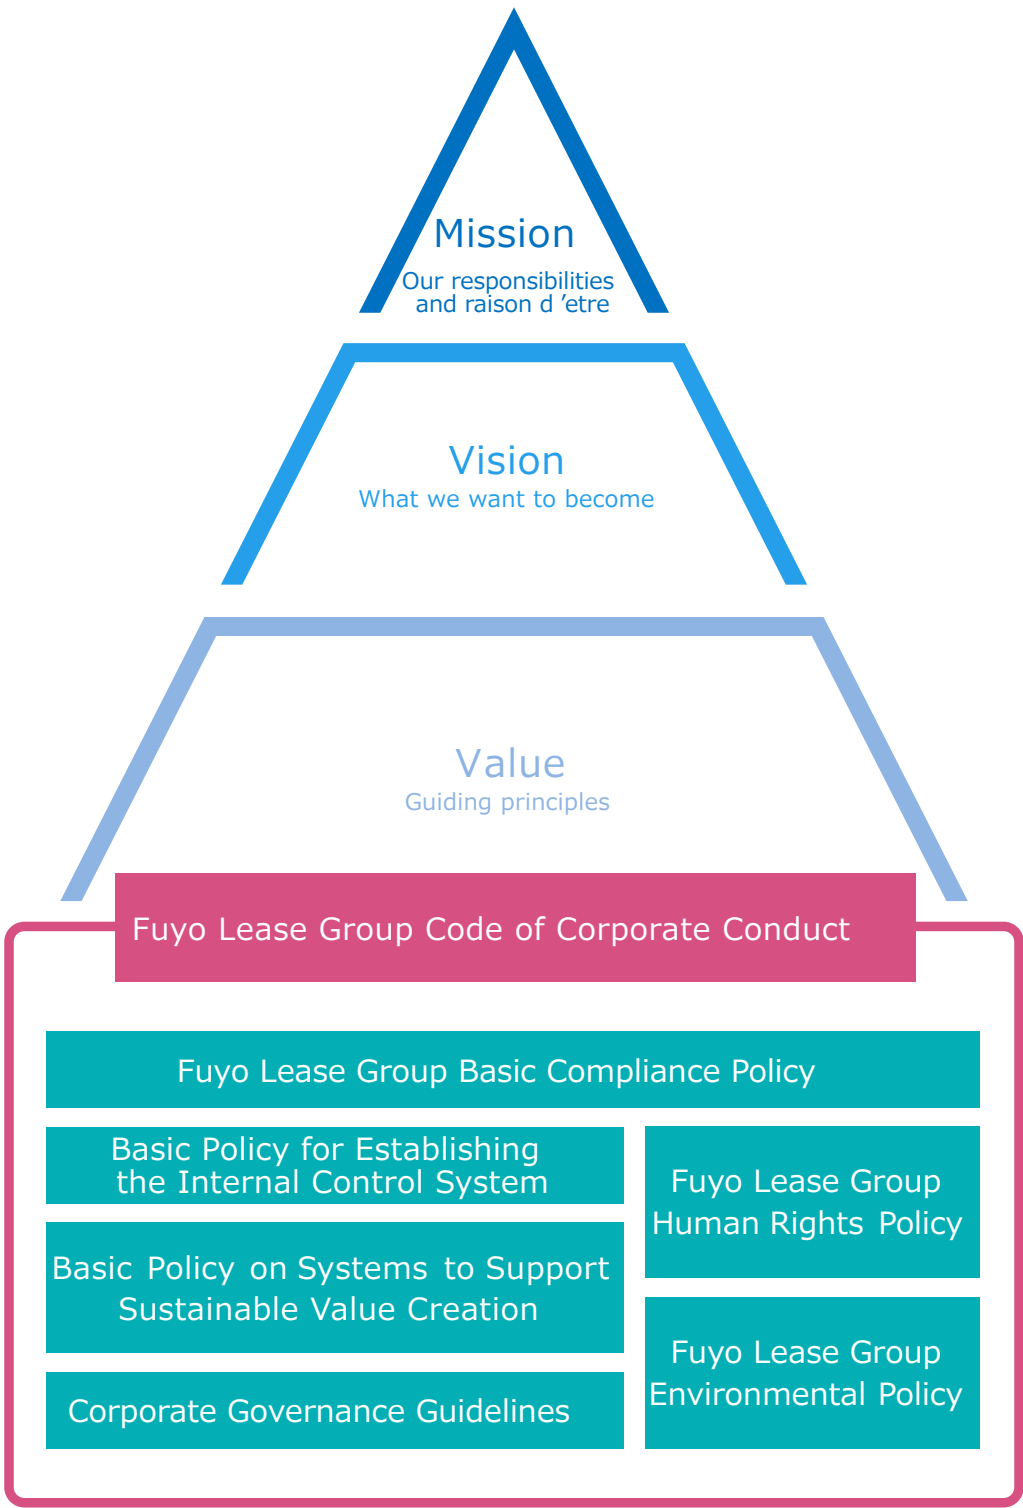 Mission
Our responsibilities
and raison d ’etre
Vision
What we want to become
Value
Guiding principles
Fuyo Lease Group Code of Corporate Conduct
Fuyo Lease Group Basic Compliance Policy
Basic Policy for Establishing
the Internal Control System
Basic Policy on Systems to Support
Sustainable Value Creation
Corporate Governance Guidelines
Fuyo Lease Group
Human Rights Policy
Fuyo Lease Group
Environmental Policy